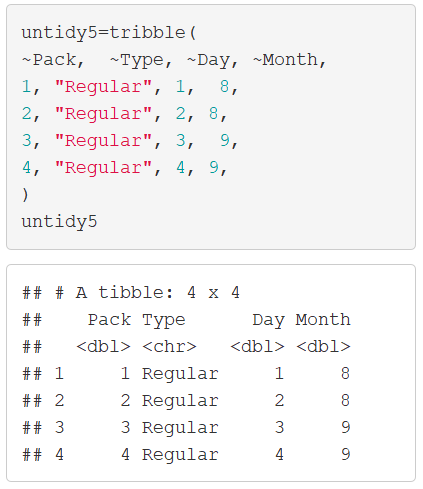 untidy5=tribble(
~Pack,  ~Type, ~Day, ~Month,
1, "Regular", 1,  8,
2, "Regular", 2, 8,
3, "Regular", 3,  9,
4, "Regular", 4, 9,
)
untidy5
## # A tibble: 4 x 4
##    Pack Type      Day Month
##   <dbl> <chr>   <dbl> <dbl>
## 1     1 Regular     1     8
## 2     2 Regular     2     8
## 3     3 Regular     3     9
## 4     4 Regular     4     9